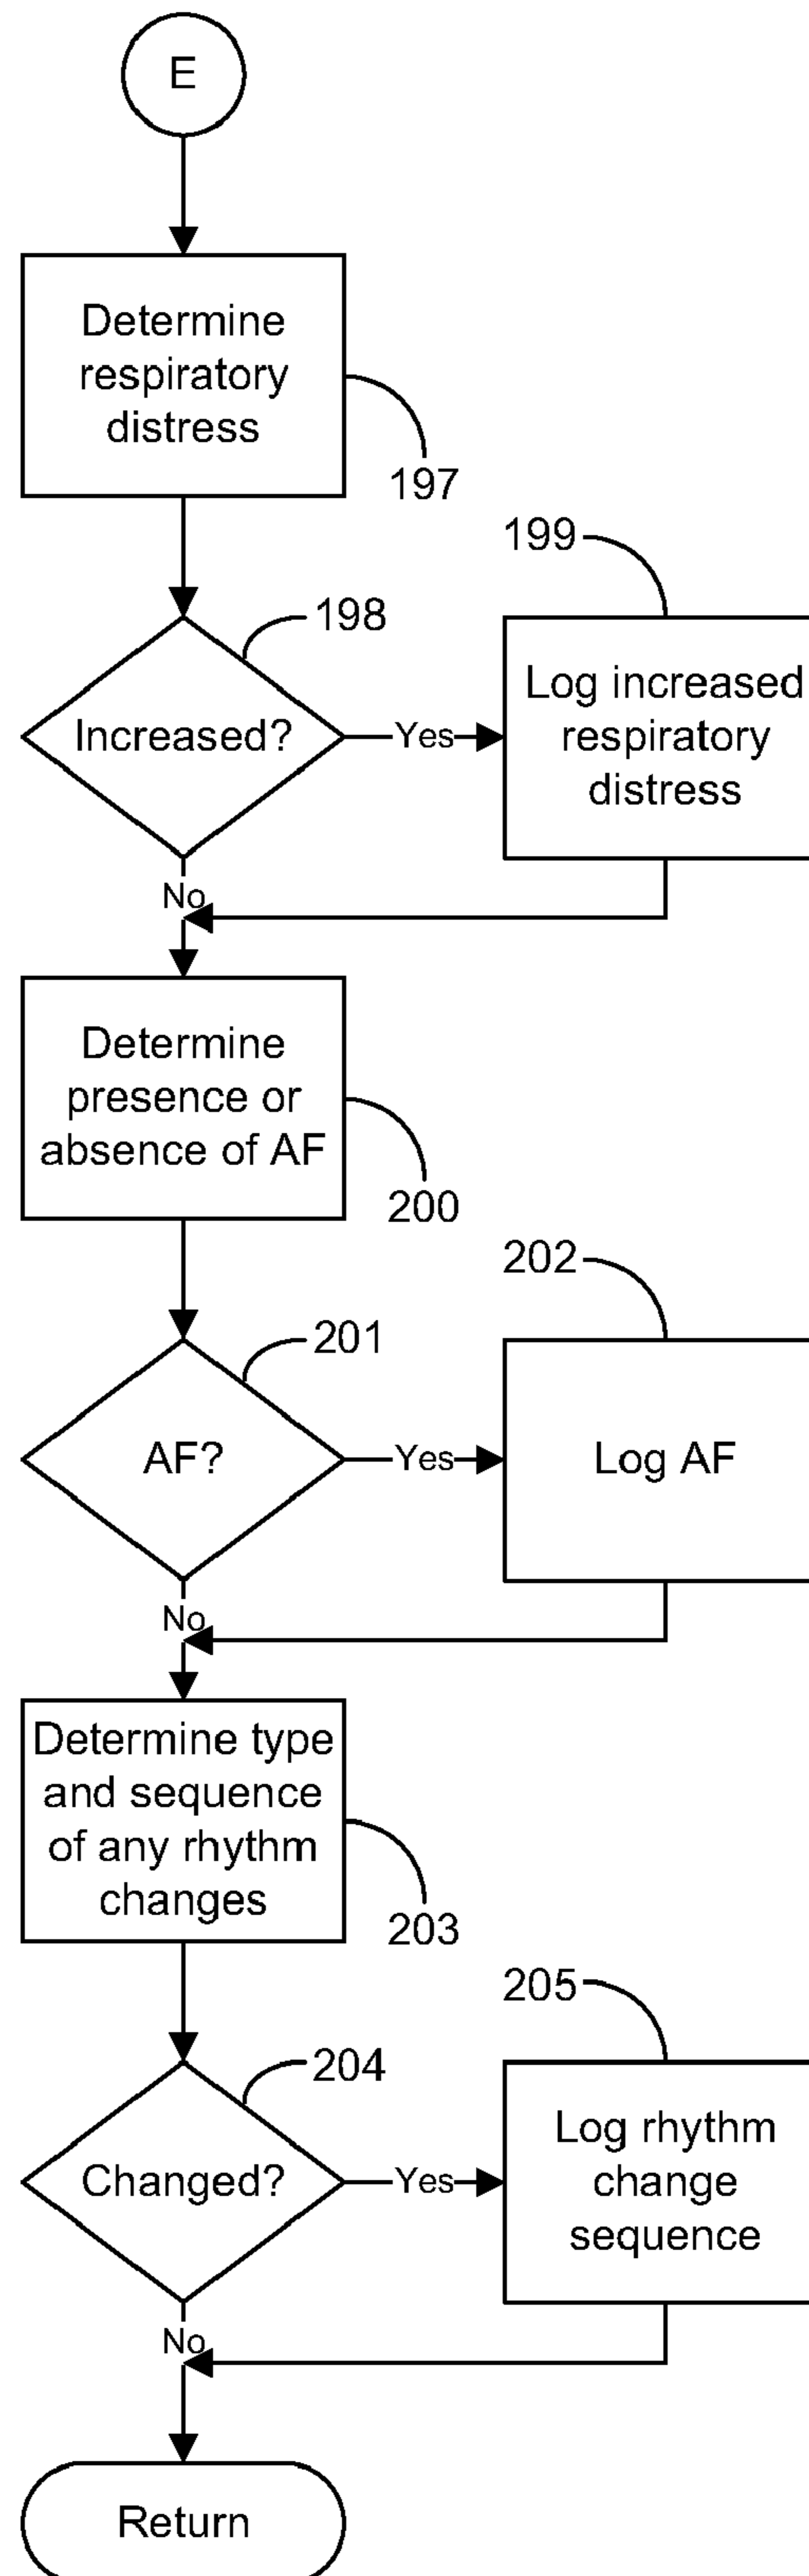 E
Determine
respiratory
distress
197
199
198
Increased?
Yes
Log increased
respiratory
distress
No
Determine
presence or
absence of AF
200
202
201
AF?
Yes
Log AF
No
Determine type
and sequence
of any rhythm
changes
203
205
204
Changed?
Yes
Log rhythm
change
sequence
No
Return